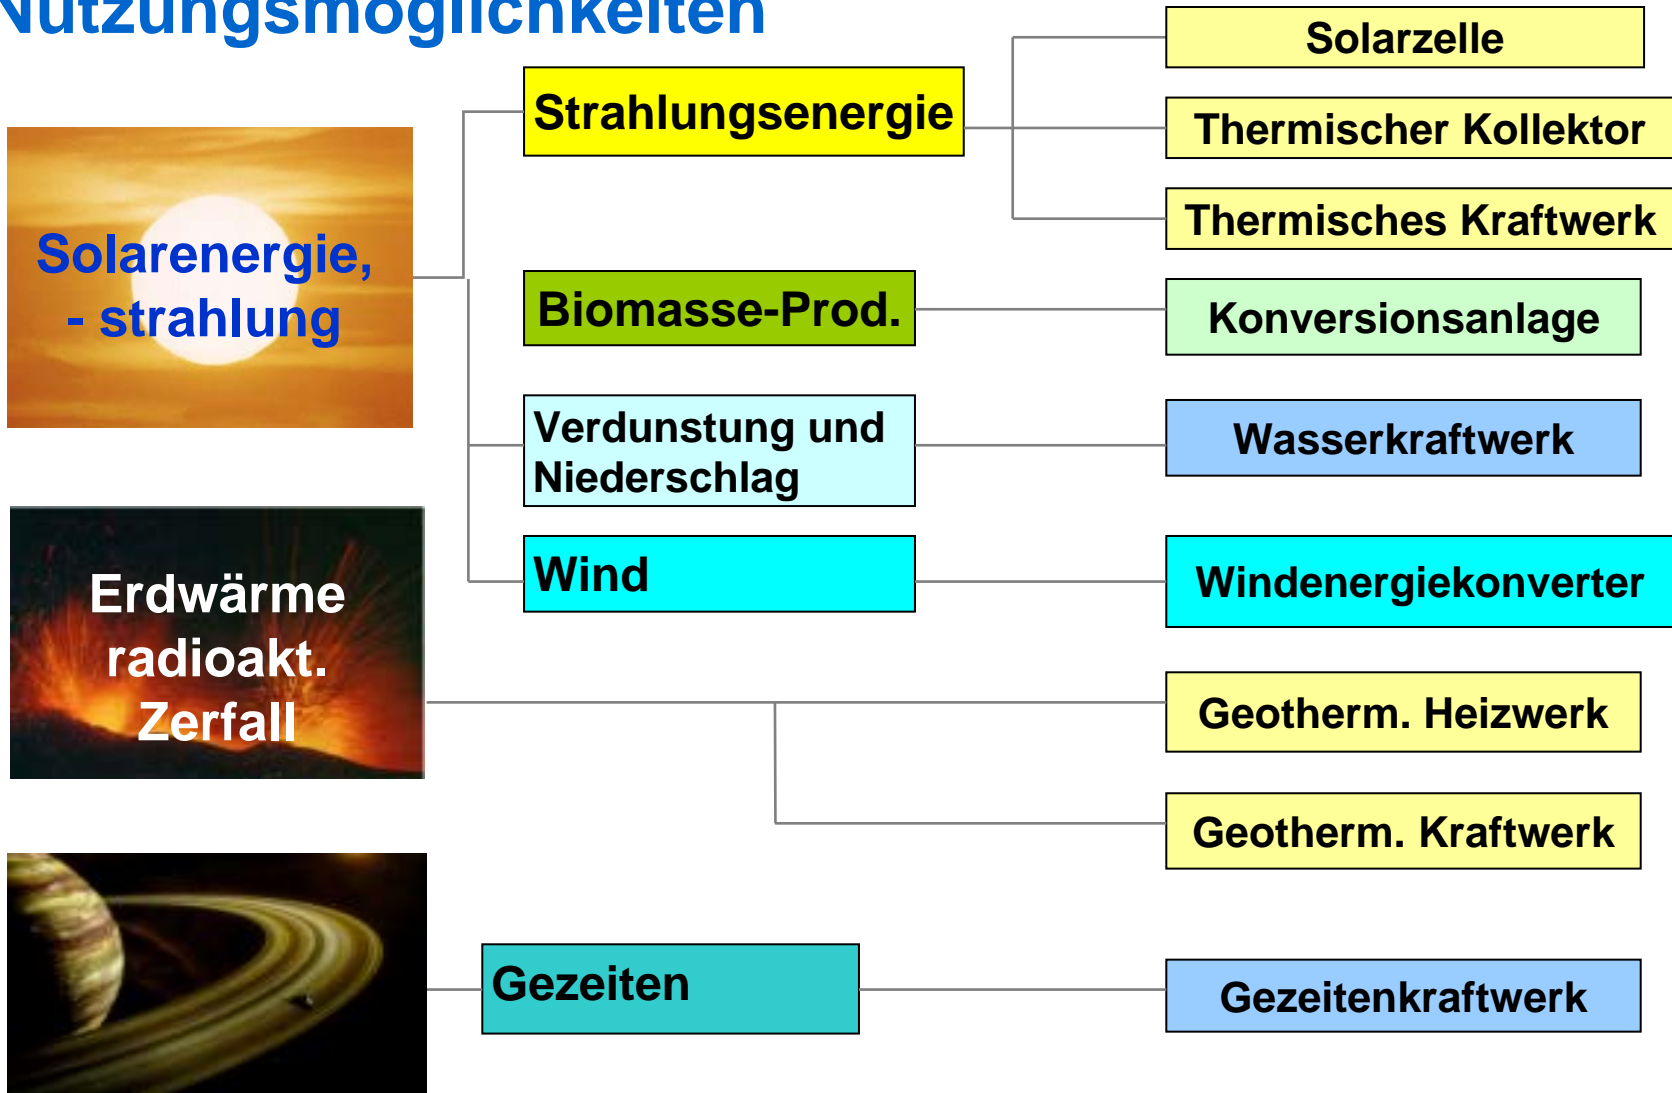 Nutzungsmöglichkeiten
Solarzelle
Strahlungsenergie
Thermischer Kollektor
Thermisches Kraftwerk
Solarenergie,
- strahlung
Biomasse-Prod.
Konversionsanlage
Verdunstung und
Niederschlag
Wasserkraftwerk
Wind
Windenergiekonverter
Erdwärme
radioakt.
Zerfall
Geotherm. Heizwerk
Geotherm. Kraftwerk
Gezeiten
Gezeitenkraftwerk